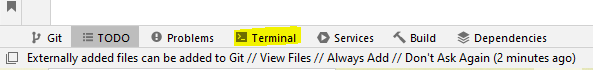 Git TODO Problems Terminal Services Build Dependencies
Externally added files can be added to Git // View Files // Always Add // Don't Ask Again (2 minutes ago)